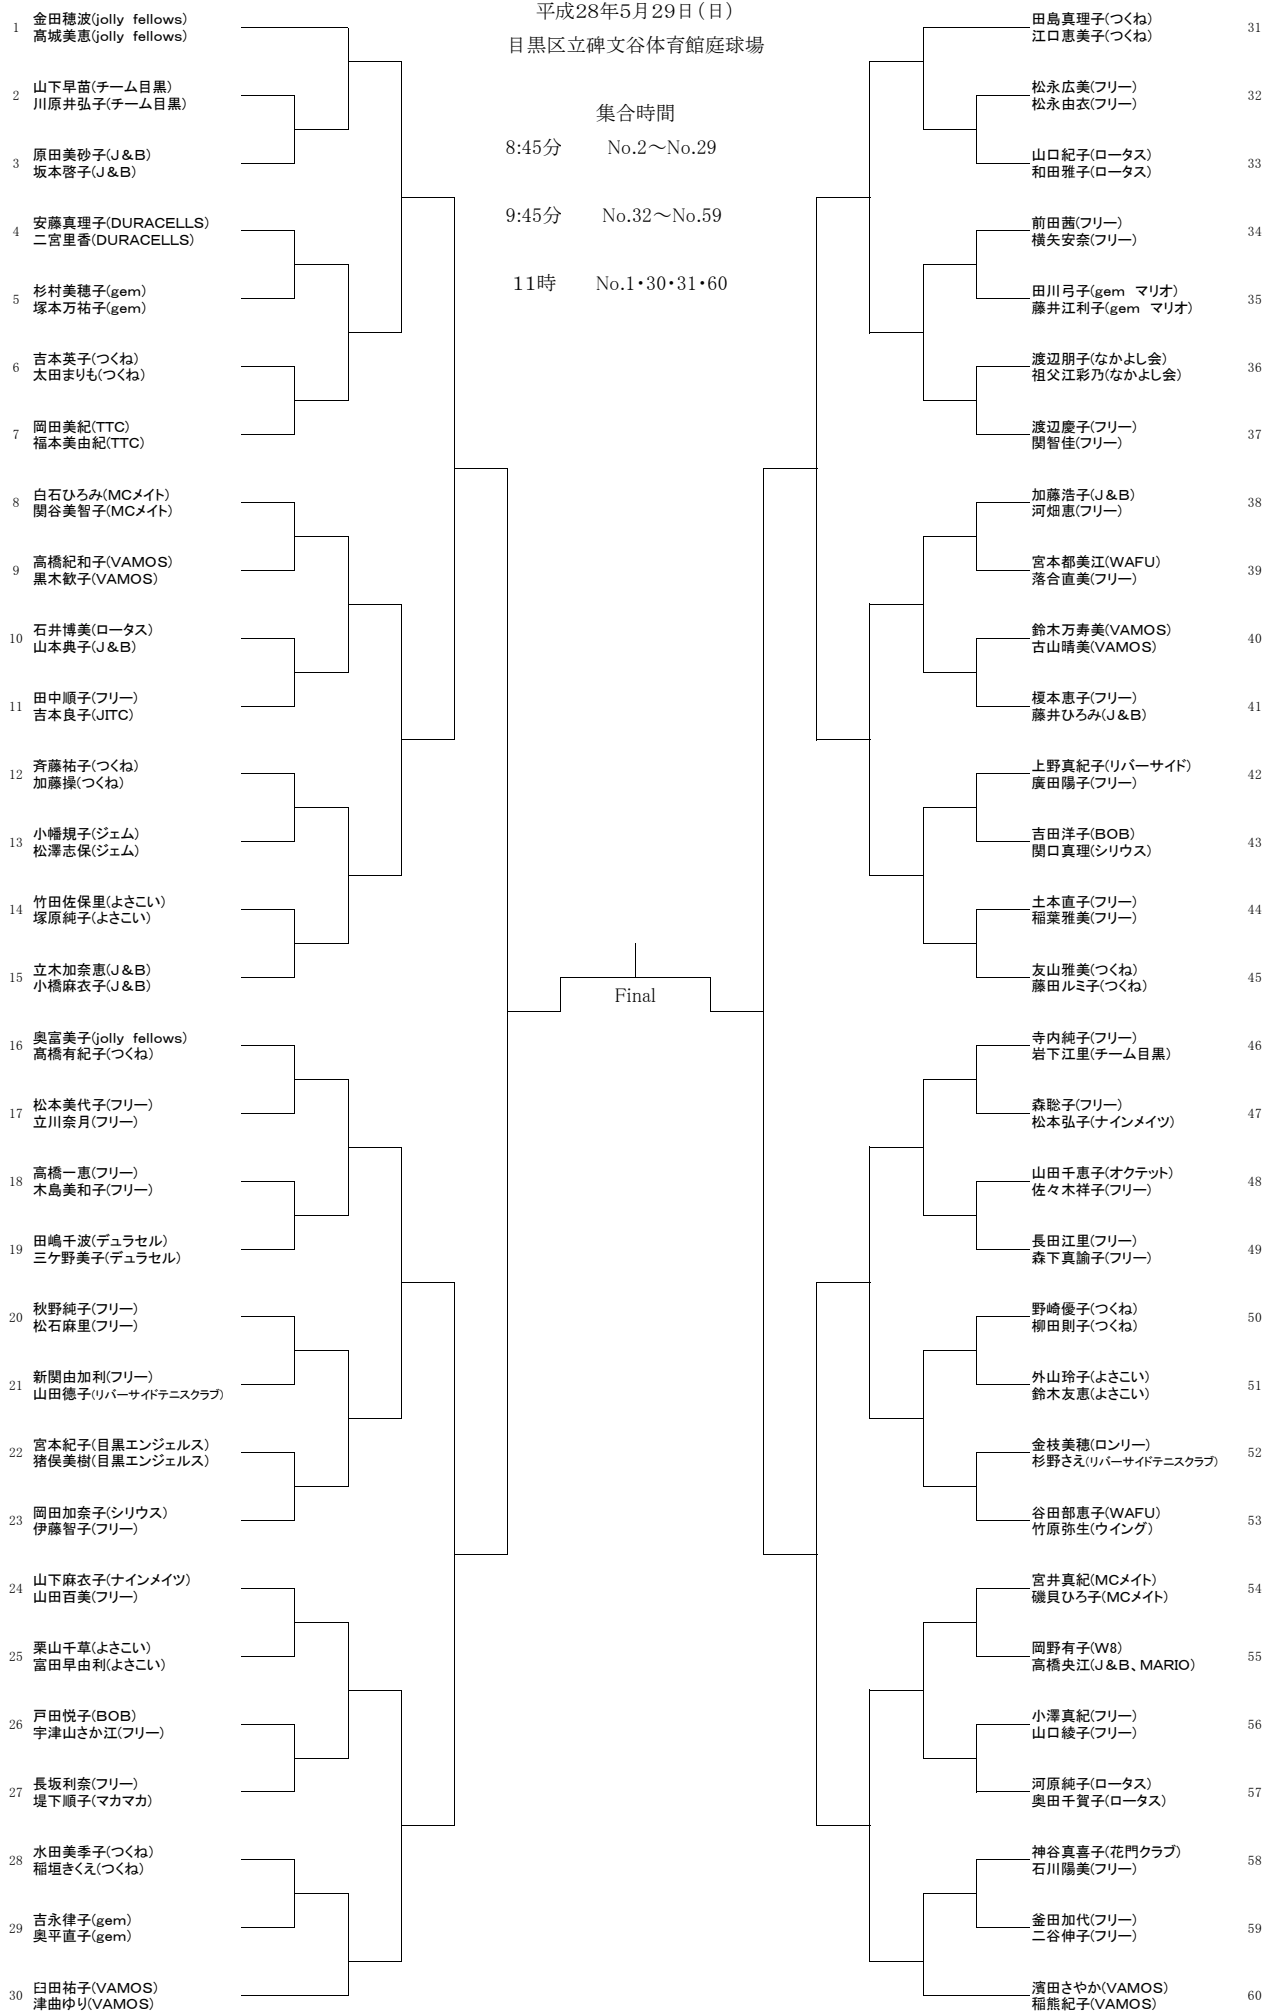 平成28年5月29日(日)
目黒区立碑文谷体育館庭球場
集合時間
8:45分 No.2～No.29
9:45分 No.32～No.59
11時 No.1・30・31・60
1 金田穂波(jolly fellows)
髙城美恵(jolly fellows)
2 山下早苗(チーム目黒)
川原井弘子(チーム目黒)
3 原田美砂子(J&B)
坂本啓子(J&B)
4 安藤真理子(DURACELLS)
二宮里香(DURACELLS)
5 杉村美穂子(gem)
塚本万祐子(gem)
6 吉本英子(つくね)
太田まりも(つくね)
7 岡田美紀(TTC)
福本美由紀(TTC)
8 白石ひろみ(MCメイト)
関谷美智子(MCメイト)
9 高橋紀和子(VAMOS)
黒木歓子(VAMOS)
10 石井博美(ロータス)
山本典子(J&B)
11 田中順子(フリー)
吉本良子(JITC)
12 斉藤祐子(つくね)
加藤操(つくね)
13 小幡規子(ジェム)
松澤志保(ジェム)
14 竹田佐保里(よさこい)
塚原純子(よさこい)
15 立木加奈恵(J&B)
小橋麻衣子(J&B)
16 奥富美子(jolly fellows)
髙橋有紀子(つくね)
17 松本美代子(フリー)
立川奈月(フリー)
18 高橋一恵(フリー)
木島美和子(フリー)
19 田嶋千波(デュラセル)
三ケ野美子(デュラセル)
20 秋野純子(フリー)
松石麻里(フリー)
21 新関由加利(フリー)
山田德子(リバーサイドテニスクラブ)
22 宮本紀子(目黒エンジェルス)
猪俣美樹(目黒エンジェルス)
23 岡田加奈子(シリウス)
伊藤智子(フリー)
24 山下麻衣子(ナインメイツ)
山田百美(フリー)
25 栗山千草(よさこい)
富田早由利(よさこい)
26 戸田悦子(BOB)
宇津山さか江(フリー)
27 長坂利奈(フリー)
堤下順子(マカマカ)
28 水田美季子(つくね)
稲垣きくえ(つくね)
29 吉永律子(gem)
奥平直子(gem)
30 臼田祐子(VAMOS)
津曲ゆり(VAMOS)
Final
田島真理子(つくね) 31
江口恵美子(つくね)
松永広美(フリー) 32
松永由衣(フリー)
山口紀子(ロータス) 33
和田雅子(ロータス)
前田茜(フリー) 34
横矢安奈(フリー)
田川弓子(gem マリオ) 35
藤井江利子(gem マリオ)
渡辺朋子(なかよし会) 36
祖父江彩乃(なかよし会)
渡辺慶子(フリー) 37
関智佳(フリー)
加藤浩子(J&B) 38
河畑恵(フリー)
宮本都美江(WAFU) 39
落合直美(フリー)
鈴木万寿美(VAMOS) 40
古山晴美(VAMOS)
榎本恵子(フリー) 41
藤井ひろみ(J&B)
上野真紀子(リバーサイド) 42
廣田陽子(フリー)
吉田洋子(BOB) 43
関口真理(シリウス)
土本直子(フリー) 44
稲葉雅美(フリー)
友山雅美(つくね) 45
藤田ルミ子(つくね)
寺内純子(フリー) 46
岩下江里(チーム目黒)
森聡子(フリー) 47
松本弘子(ナインメイツ)
山田千恵子(オクテット) 48
佐々木祥子(フリー)
長田江里(フリー) 49
森下真諭子(フリー)
野崎優子(つくね) 50
柳田則子(つくね)
外山玲子(よさこい) 51
鈴木友恵(よさこい)
金枝美穂(ロンリー) 52
杉野さえ(リバーサイドテニスクラブ)
谷田部恵子(WAFU) 53
竹原弥生(ウイング)
宮井真紀(MCメイト) 54
磯貝ひろ子(MCメイト)
岡野有子(W8) 55
高橋央江(J&B、MARIO)
小澤真紀(フリー) 56
山口綾子(フリー)
河原純子(ロータス) 57
奥田千賀子(ロータス)
神谷真喜子(花門クラブ) 58
石川陽美(フリー)
釜田加代(フリー) 59
二谷伸子(フリー)
濱田さやか(VAMOS) 60
稲熊紀子(VAMOS)